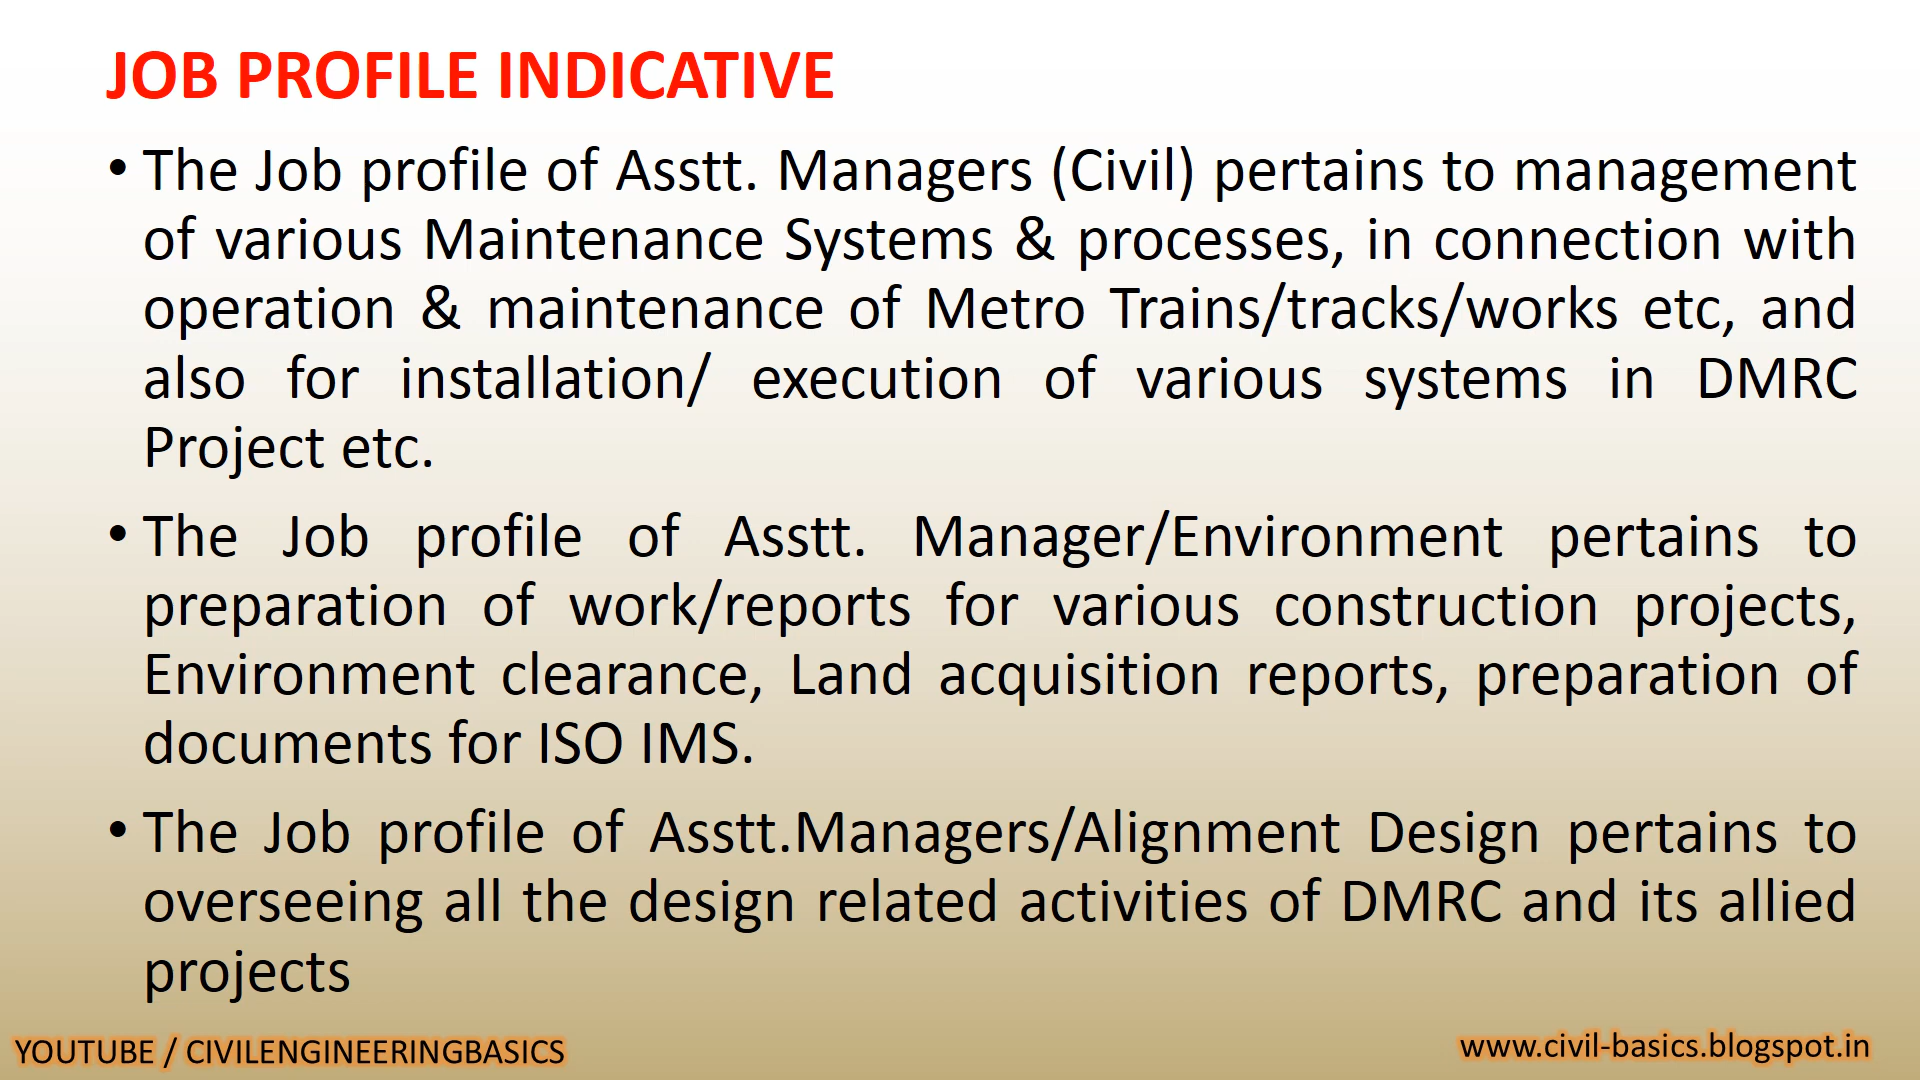 JOB PROFILE INDICATIVE
• The Job profile of Asstt. Managers (Civil) pertains to management
of various Maintenance Systems & processes, in connection with
operation & maintenance of Metro Trains/tracks/works etc, and
also for installation/ execution of various systems in DMRC
Project etc.
• The Job profile of Asstt. Manager/Environment pertains to
preparation of work/reports for various construction projects,
Environment clearance, Land acquisition reports, preparation of
documents for ISO IMS.
• The Job profile of Asstt.Managers/Alignment Design pertains to
overseeing all the design related activities of DMRC and its allied
projects
YOUTUBE / CIVILENGINEERINGBASICS
www.civil-basics.blogspot.in